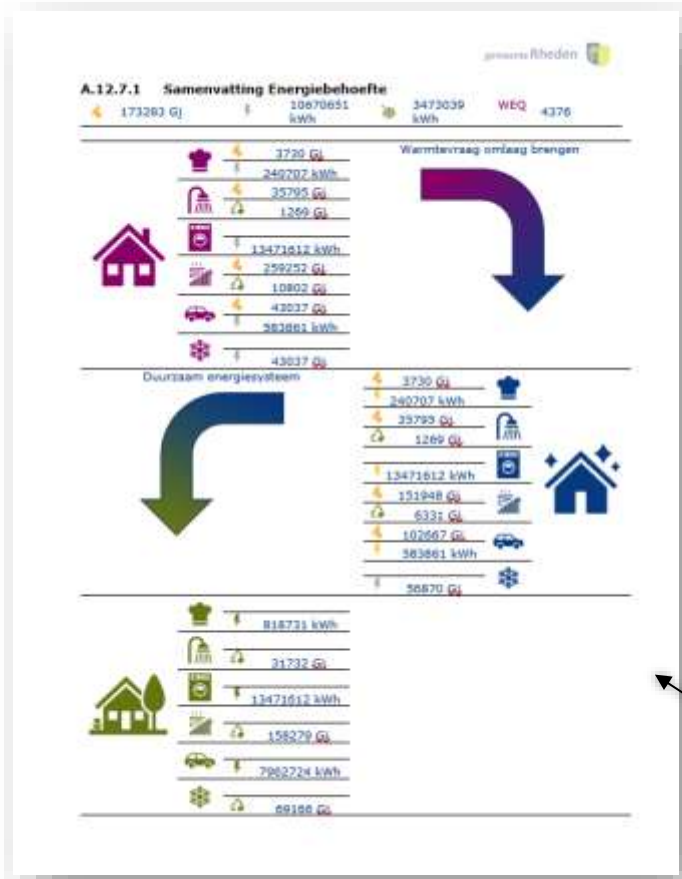 gemeente Rheden
A.12.7.1 Samenvatting Energiebehoefte
173283 Gj 10670651 kWh 3473039 kWh WEQ 4376
Warmtevraag omlaag brengen
3730 Gj
240707 kWh
35795 Gj
1269 Gj
13471612 kWh
259252 Gj
10802 Gj
43037 Gj
583861 kWh
43037 Gj
Duurzaam energiesysteem
3730 Gj
240707 kWh
35795 Gj
1269 Gj
13471612 kWh
151948 Gj
6331 Gj
102667 Gj
583861 kWh
56870 Gj
818731 kWh
31732 Gj
13471612 kWh
158279 Gj
7962724 kWh
69166 Gj